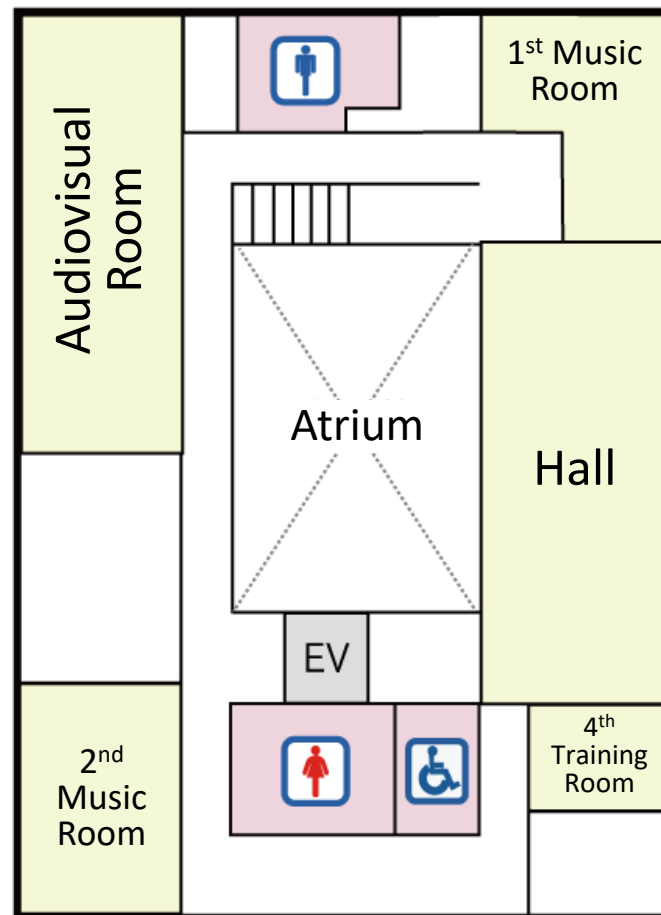 1st Music
Room
Audiovisual
Room
Atrium
Hall
EV
2nd
Music
Room
4th
Training
Room